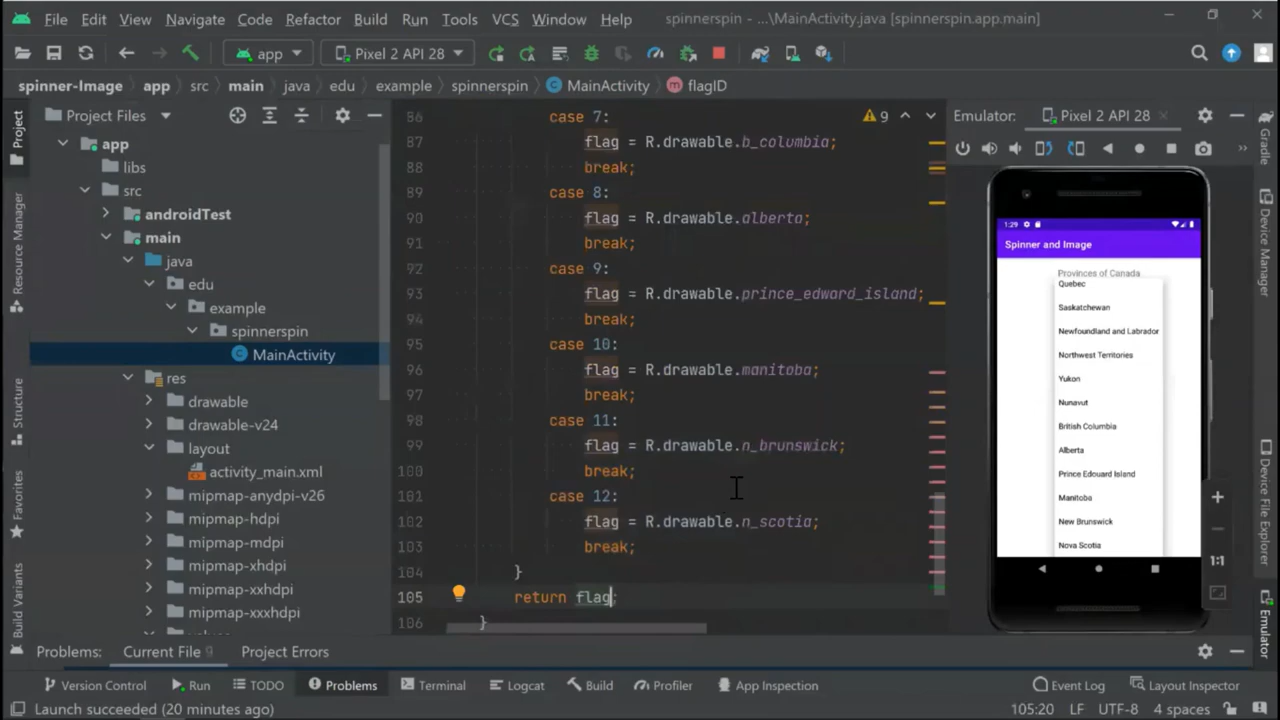 File Edit View Navigate Code Refactor Build Run Tools VCS Window Help spinnerspin - ...\MainActivity.java [spinnerspin.app.main]
app Pixel 2 API 28
spinner-Image app src main java edu example spinnerspin MainActivity flagID
Project
Resource Manager
Structure
Favorites
Build Variants
Project Files
app
libs
src
androidTest
main
java
edu
example
spinnerspin
MainActivity
res
drawable
drawable-v24
layout
activity_main.xml
mipmap-anydpi-v26
mipmap-hdpi
mipmap-mdpi
mipmap-xhdpi
mipmap-xxhdpi
mipmap-xxxhdpi
values
9
86 case 7:
87 flag = R.drawable.b_columbia;
88 break;
89 case 8:
90 flag = R.drawable.alberta;
91 break;
92 case 9:
93 flag = R.drawable.prince_edward_island;
94 break;
95 case 10:
96 flag = R.drawable.manitoba;
97 break;
98 case 11:
99 flag = R.drawable.n_brunswick;
100 break;
101 case 12:
102 flag = R.drawable.n_scotia;
103 break;
104 }
105 return flag;
106 }
Emulator: Pixel 2 API 28
1:29
Spinner and Image
Provinces of Canada
Quebec
Saskatchewan
Newfoundland and Labrador
Northwest Territories
Yukon
Nunavut
British Columbia
Alberta
Prince Edouard Island
Manitoba
New Brunswick
Nova Scotia
1:1
Gradle
Device Manager
Device File Explorer
Emulator
Problems: Current File 9 Project Errors
Version Control Run TODO Problems Terminal Logcat Build Profiler App Inspection Event Log Layout Inspector
Launch succeeded (20 minutes ago) 105:20 LF UTF-8 4 spaces